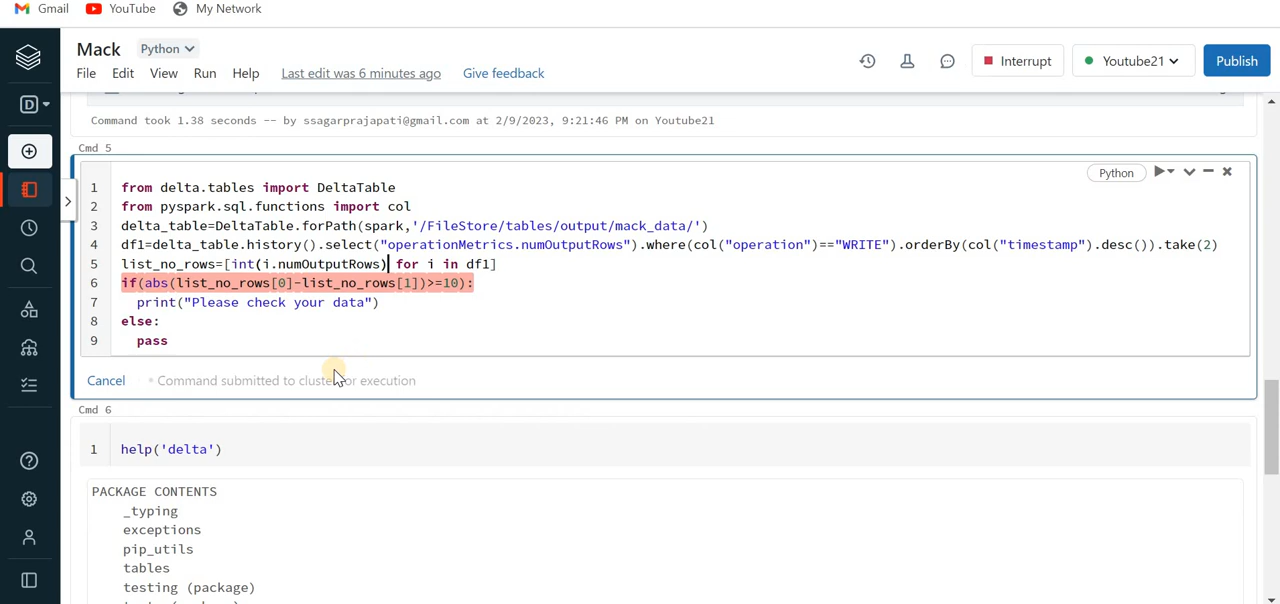 Gmail YouTube My Network
Mack Python
File Edit View Run Help Last edit was 6 minutes ago Give feedback
Interrupt Youtube21 Publish
D
Command took 1.38 seconds -- by ssagarprajapati@gmail.com at 2/9/2023, 9:21:46 PM on Youtube21
Cmd 5
Python
1 from delta.tables import DeltaTable
2 from pyspark.sql.functions import col
3 delta_table=DeltaTable.forPath(spark,'/FileStore/tables/output/mack_data/')
4 df1=delta_table.history().select("operationMetrics.numOutputRows").where(col("operation")=="WRITE").orderBy(col("timestamp").desc()).take(2)
5 list_no_rows=[int(i.numOutputRows) for i in df1]
6 if(abs(list_no_rows[0]-list_no_rows[1])>=10):
7 print("Please check your data")
8 else:
9 pass
Cancel * Command submitted to cluster for execution
Cmd 6
1 help('delta')
PACKAGE CONTENTS
_typing
exceptions
pip_utils
tables
testing (package)